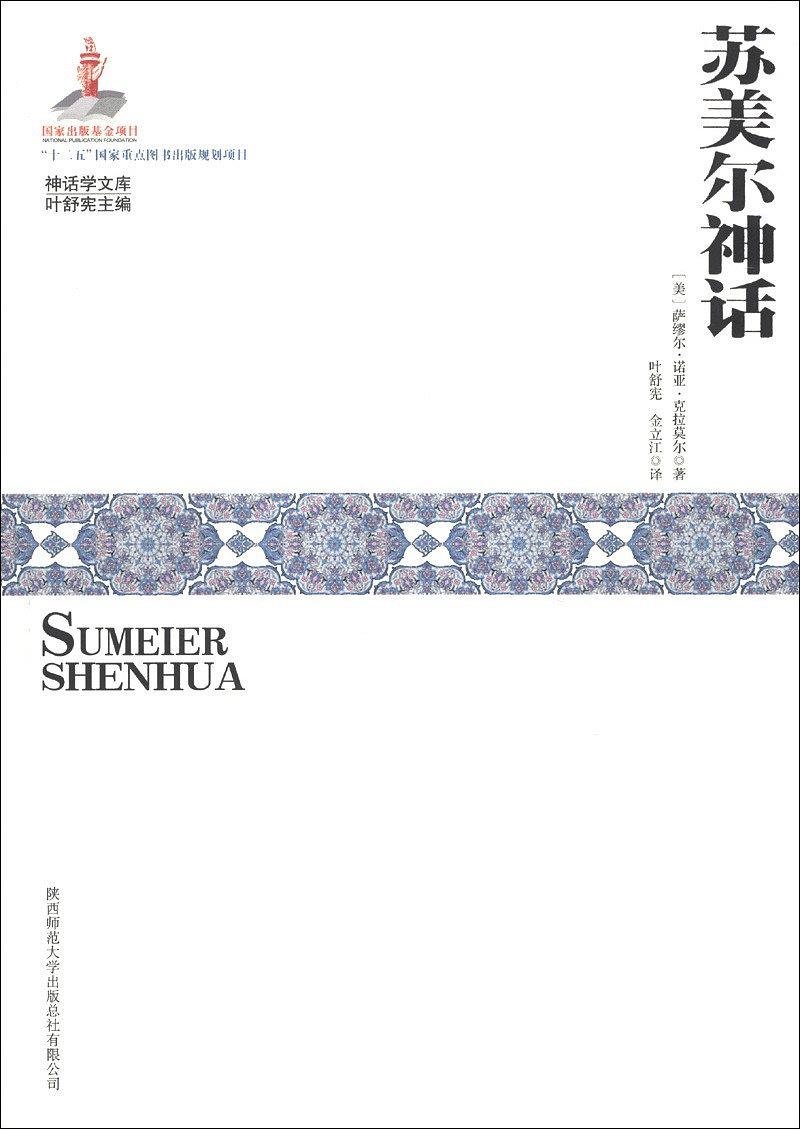 苏美尔神话
［美］萨缪尔·诺亚·克拉莫尔◎著
叶舒宪 金立江◎译
国家出版基金项目
NATIONAL PUBLICATION FOUNDATION
“十二五”国家重点图书出版规划项目
神话学文库
叶舒宪主编
SUMEIER
SHENHUA
陕西师范大学出版总社有限公司